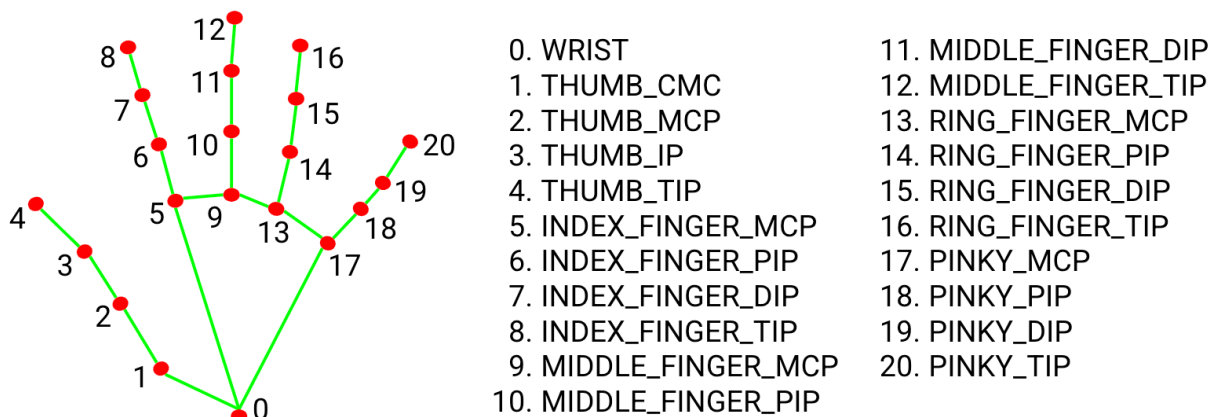 12
8
16
11
7
15
6
10
20
14
19
4
5
9
13
18
3
17
2
1
0
0. WRIST
1. THUMB_CMC
2. THUMB_MCP
3. THUMB_IP
4. THUMB_TIP
5. INDEX_FINGER_MCP
6. INDEX_FINGER_PIP
7. INDEX_FINGER_DIP
8. INDEX_FINGER_TIP
9. MIDDLE_FINGER_MCP
10. MIDDLE_FINGER_PIP
11. MIDDLE_FINGER_DIP
12. MIDDLE_FINGER_TIP
13. RING_FINGER_MCP
14. RING_FINGER_PIP
15. RING_FINGER_DIP
16. RING_FINGER_TIP
17. PINKY_MCP
18. PINKY_PIP
19. PINKY_DIP
20. PINKY_TIP